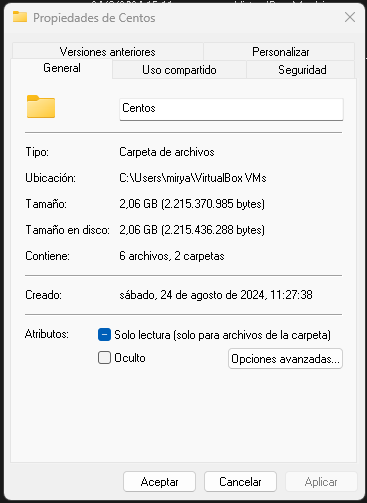 Propiedades de Centos
Versiones anteriores Personalizar
General Uso compartido Seguridad
Centos
Tipo: Carpeta de archivos
Ubicación: C:\Users\mirya\VirtualBox VMs
Tamaño: 2,06 GB (2.215.370.985 bytes)
Tamaño en disco: 2,06 GB (2.215.436.288 bytes)
Contiene: 6 archivos, 2 carpetas
Creado: sábado, 24 de agosto de 2024, 11:27:38
Atributos: Solo lectura (solo para archivos de la carpeta)
Oculto Opciones avanzadas...
Aceptar Cancelar Aplicar